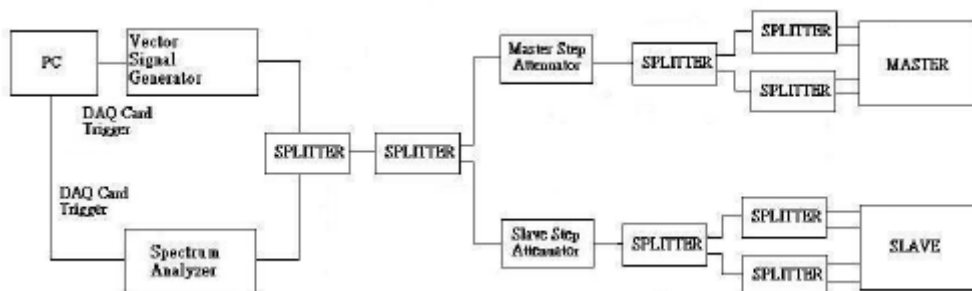 PC
Vector
Signal
Generator
DAQ Card
Trigger
DAQ Card
Trigger
Spectrum
Analyzer
SPLITTER
SPLITTER
Master Step
Attenuator
SPLITTER
SPLITTER
SPLITTER
MASTER
Slave Step
Attenuator
SPLITTER
SPLITTER
SPLITTER
SLAVE